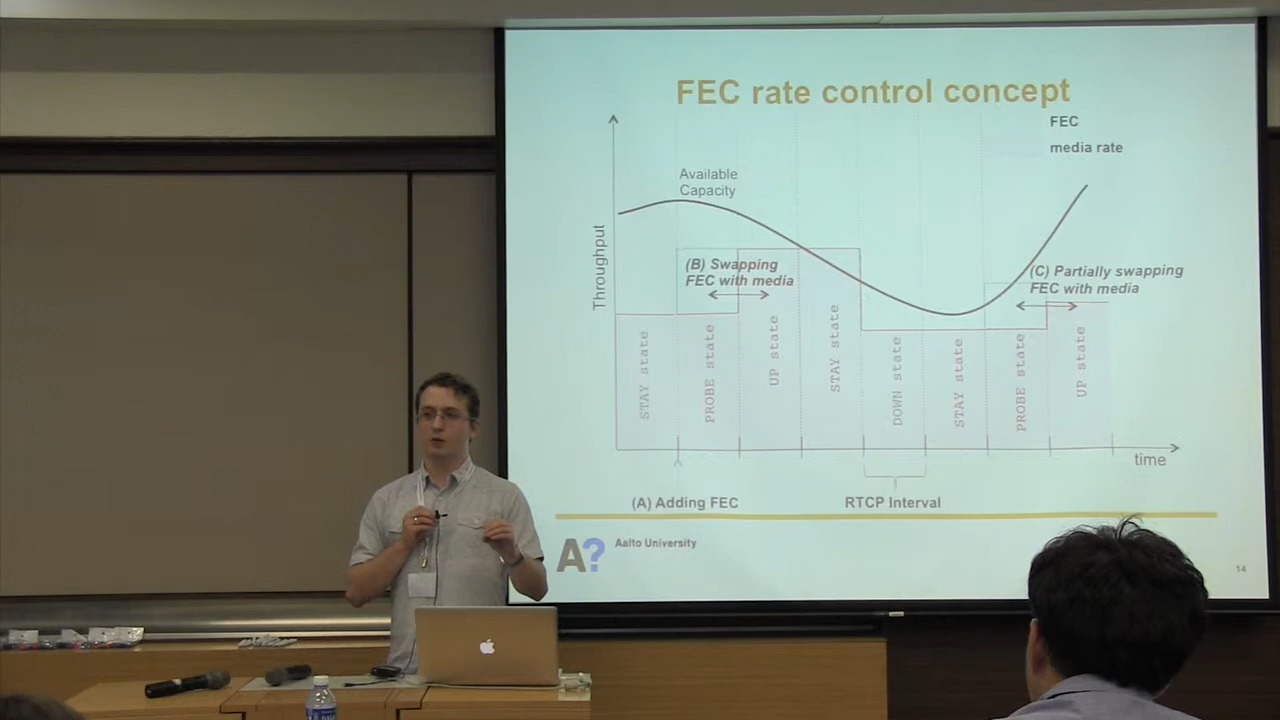 FEC rate control concept
FEC
media rate
Available
Capacity
Throughput
(B) Swapping
FEC with media
(C) Partially swapping
FEC with media
STAY state
PROBE state
UP state
STAY state
DOWN state
STAY state
PROBE state
UP state
time
(A) Adding FEC
RTCP Interval
A?
Aalto University
14